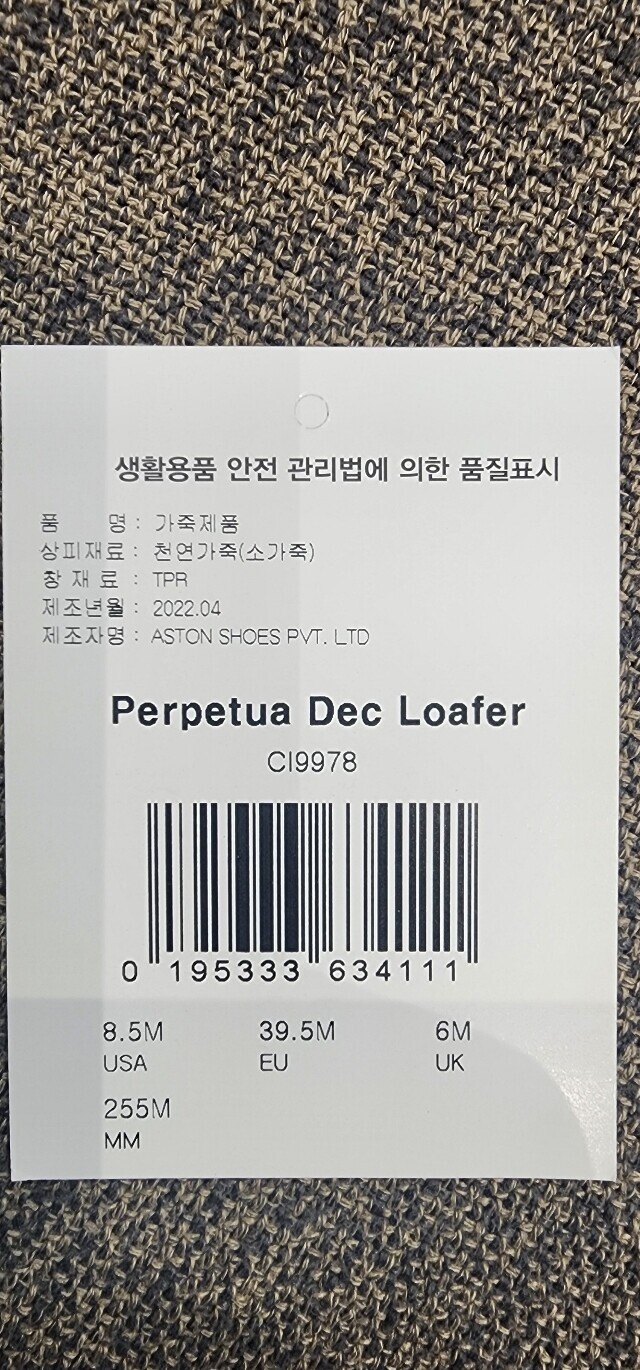 생활용품 안전 관리법에 의한 품질표시
품 명 : 가죽제품
상피재료 : 천연가죽(소가죽)
창 재 료 : TPR
제조년월 : 2022.04
제조자명 : ASTON SHOES PVT. LTD
Perpetua Dec Loafer
CI9978
0 195333 634111
8.5M 39.5M 6M
USA EU UK
255M
MM